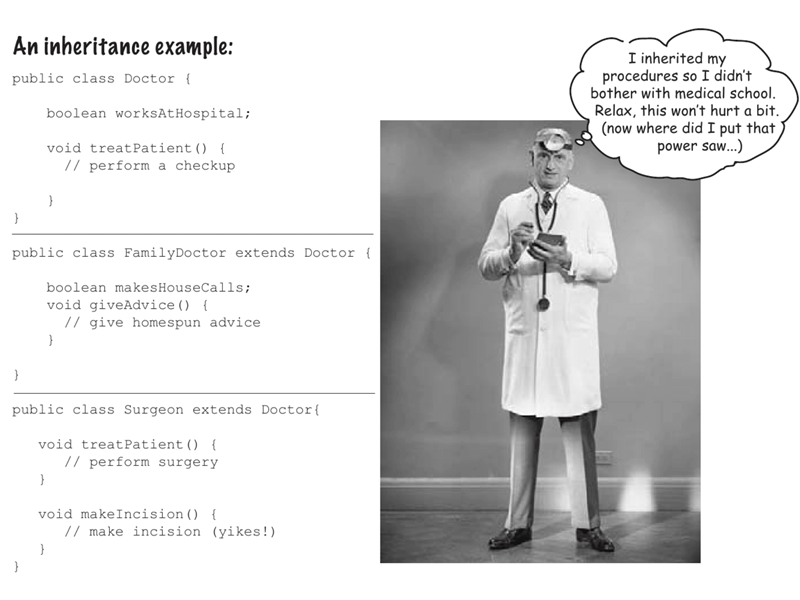 An inheritance example:
public class Doctor {
boolean worksAtHospital;
void treatPatient() {
// perform a checkup
}
}
public class FamilyDoctor extends Doctor {
boolean makesHouseCalls;
void giveAdvice() {
// give homespun advice
}
}
public class Surgeon extends Doctor{
void treatPatient() {
// perform surgery
}
void makeIncision() {
// make incision (yikes!)
}
}
I inherited my
procedures so I didn't
bother with medical school.
Relax, this won't hurt a bit.
(now where did I put that
power saw...)